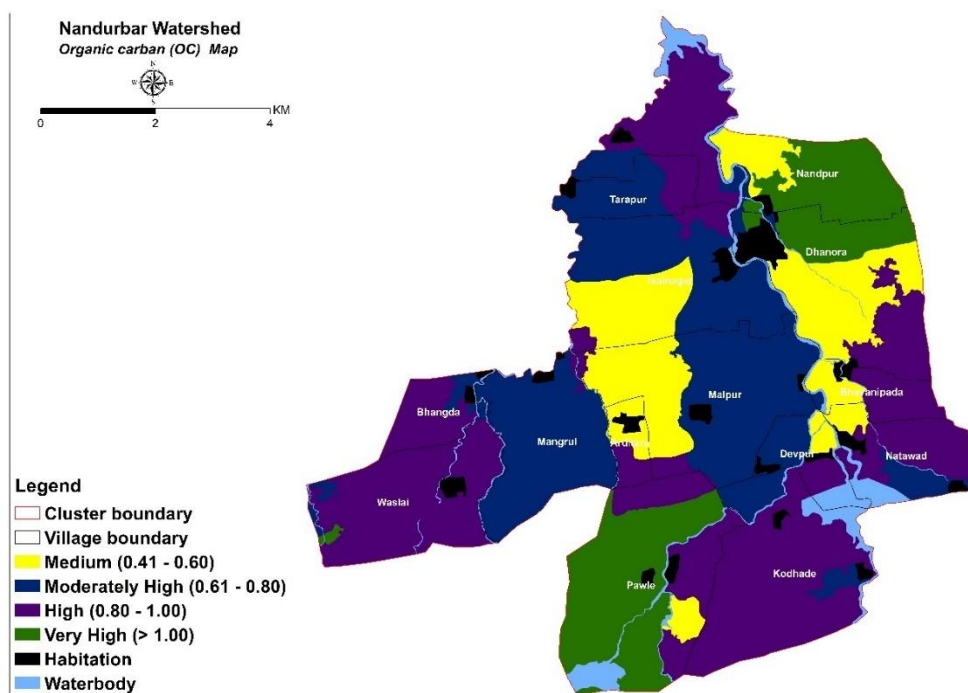 Nandurbar Watershed
Organic carban (OC) Map
N
W E
S
KM
0 2 4
Nandpur
Tarapur
Dhanora
Malpur
Bhangda
Bhavanipada
Mangrul
Ardhara
Devpur
Natawad
Waslai
Kodhade
Pawle
Legend
Cluster boundary
Village boundary
Medium (0.41 - 0.60)
Moderately High (0.61 - 0.80)
High (0.80 - 1.00)
Very High (> 1.00)
Habitation
Waterbody